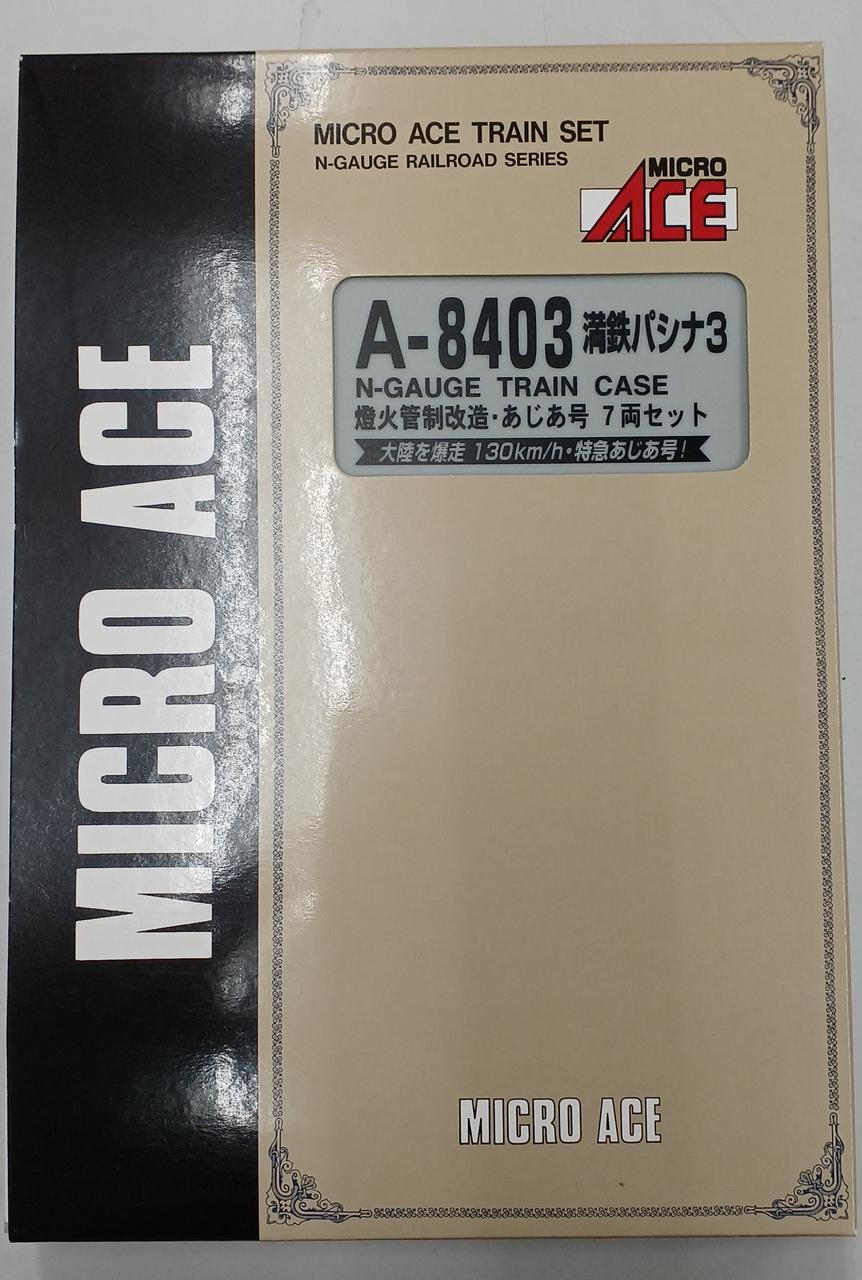 MICRO ACE
MICRO ACE TRAIN SET
N-GAUGE RAILROAD SERIES
MICRO
ACE
A-8403 満鉄パシナ3
N-GAUGE TRAIN CASE
燈火管制改造・あじあ号 7両セット
大陸を爆走 130km/h・特急あじあ号!
MICRO ACE